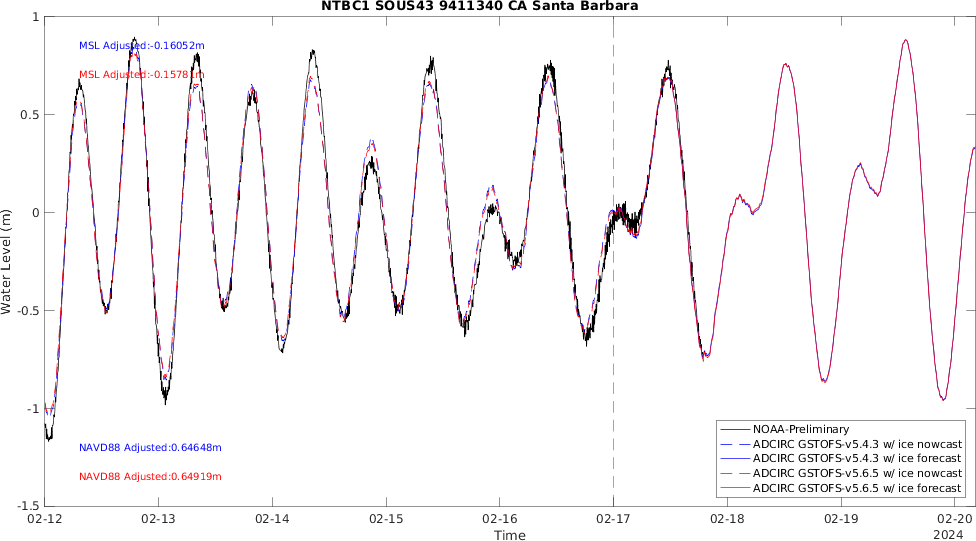 NTBC1 SOUS43 9411340 CA Santa Barbara
1
MSL Adjusted:-0.16052m
MSL Adjusted:-0.15781m
0.5
0
Water Level (m)
-0.5
-1
NAVD88 Adjusted:0.64648m
NAVD88 Adjusted:0.64919m
NOAA-Preliminary
ADCIRC GSTOFS-v5.4.3 w/ ice nowcast
ADCIRC GSTOFS-v5.4.3 w/ ice forecast
ADCIRC GSTOFS-v5.6.5 w/ ice nowcast
ADCIRC GSTOFS-v5.6.5 w/ ice forecast
-1.5
02-12 02-13 02-14 02-15 02-16 02-17 02-18 02-19 02-20
Time 2024